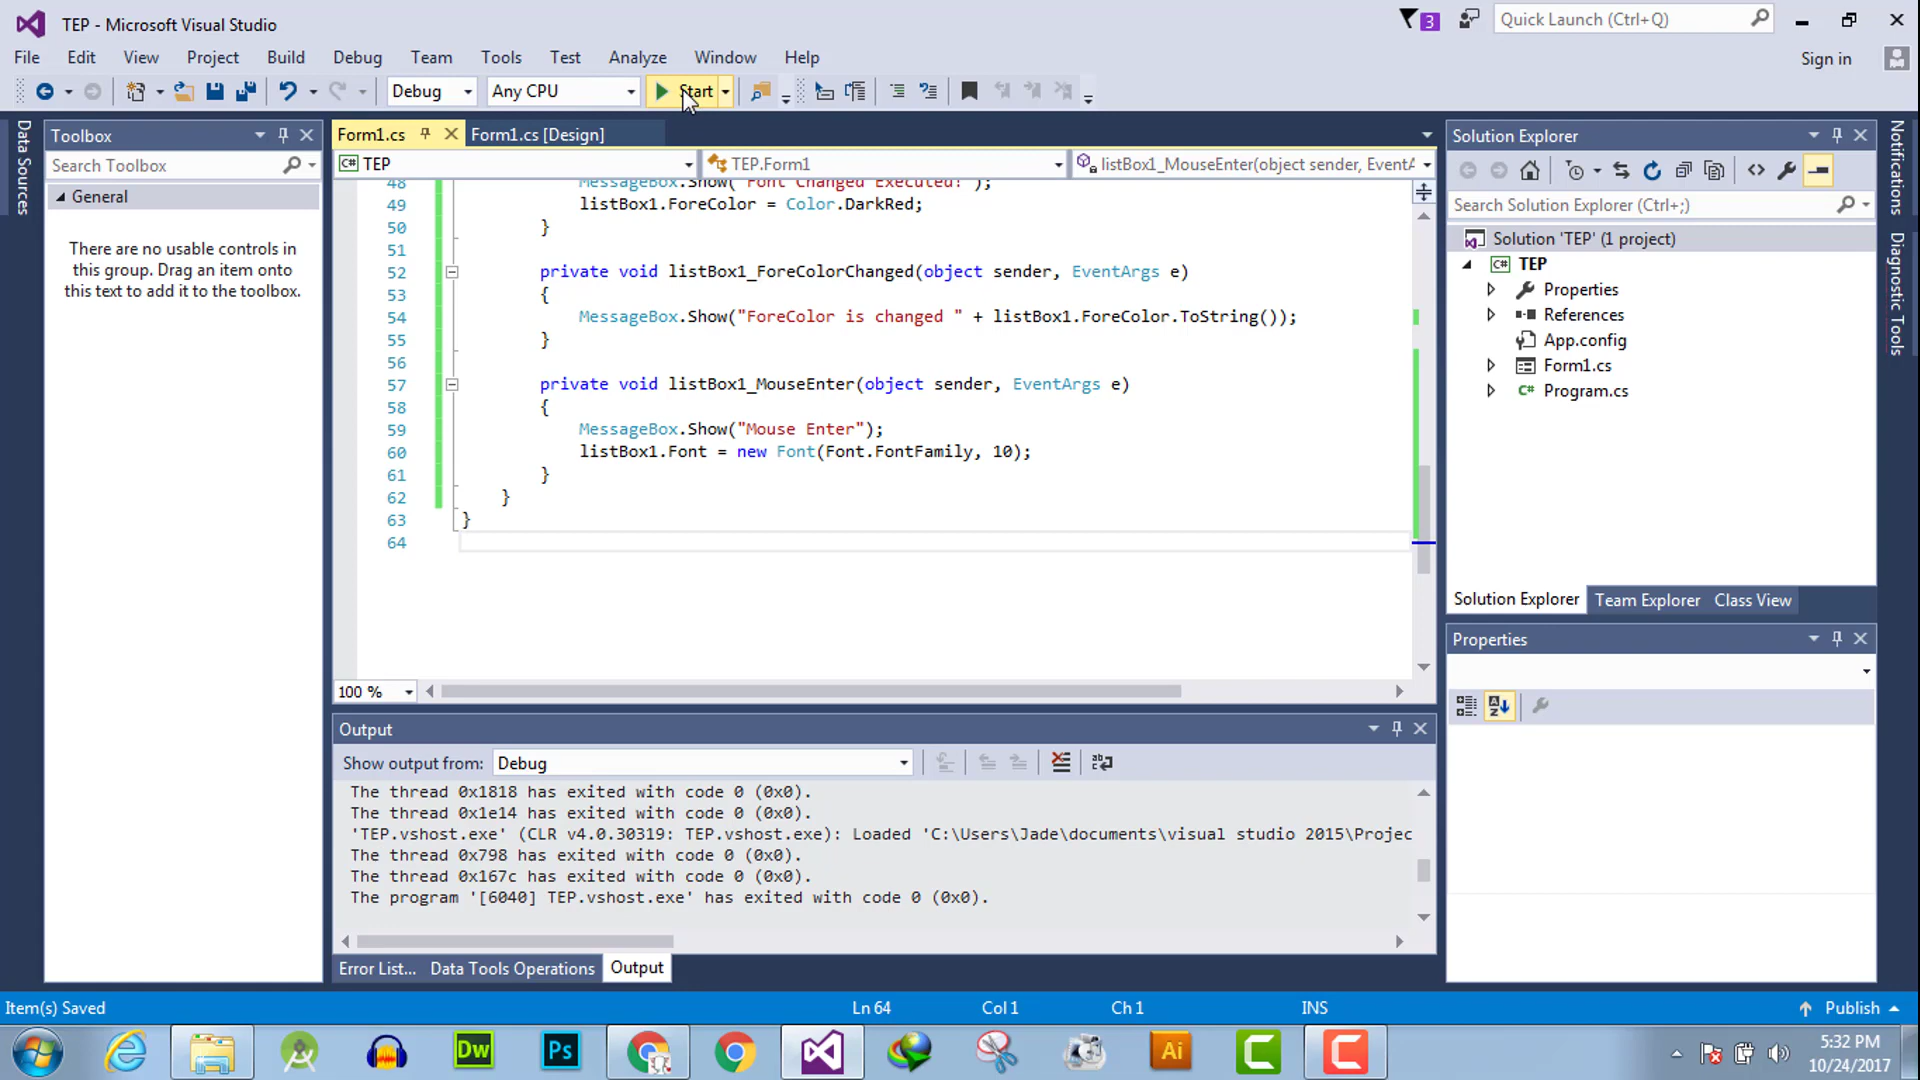 TEP - Microsoft Visual Studio
3
Quick Launch (Ctrl+Q)
File Edit View Project Build Debug Team Tools Test Analyze Window Help
Sign in
Debug Any CPU Start
Data Sources
Toolbox
Search Toolbox
General
There are no usable controls in
this group. Drag an item onto
this text to add it to the toolbox.
Form1.cs Form1.cs [Design]
C# TEP TEP.Form1 listBox1_MouseEnter(object sender, EventA
48 MessageBox.Show("Font Changed Executed!");
49 listBox1.ForeColor = Color.DarkRed;
50 }
51
52 private void listBox1_ForeColorChanged(object sender, EventArgs e)
53 {
54 MessageBox.Show("ForeColor is changed " + listBox1.ForeColor.ToString());
55 }
56
57 private void listBox1_MouseEnter(object sender, EventArgs e)
58 {
59 MessageBox.Show("Mouse Enter");
60 listBox1.Font = new Font(Font.FontFamily, 10);
61 }
62 }
63 }
64
100 %
Output
Show output from: Debug
The thread 0x1818 has exited with code 0 (0x0).
The thread 0x1e14 has exited with code 0 (0x0).
'TEP.vshost.exe' (CLR v4.0.30319: TEP.vshost.exe): Loaded 'C:\Users\Jade\documents\visual studio 2015\Projec
The thread 0x798 has exited with code 0 (0x0).
The thread 0x167c has exited with code 0 (0x0).
The program '[6040] TEP.vshost.exe' has exited with code 0 (0x0).
Error List... Data Tools Operations Output
Solution Explorer
Search Solution Explorer (Ctrl+;)
Solution 'TEP' (1 project)
C# TEP
Properties
References
App.config
Form1.cs
C# Program.cs
Solution Explorer Team Explorer Class View
Properties
Notifications
Diagnostic Tools
Item(s) Saved Ln 64 Col 1 Ch 1 INS Publish
Dw Ps Ai
5:32 PM
10/24/2017